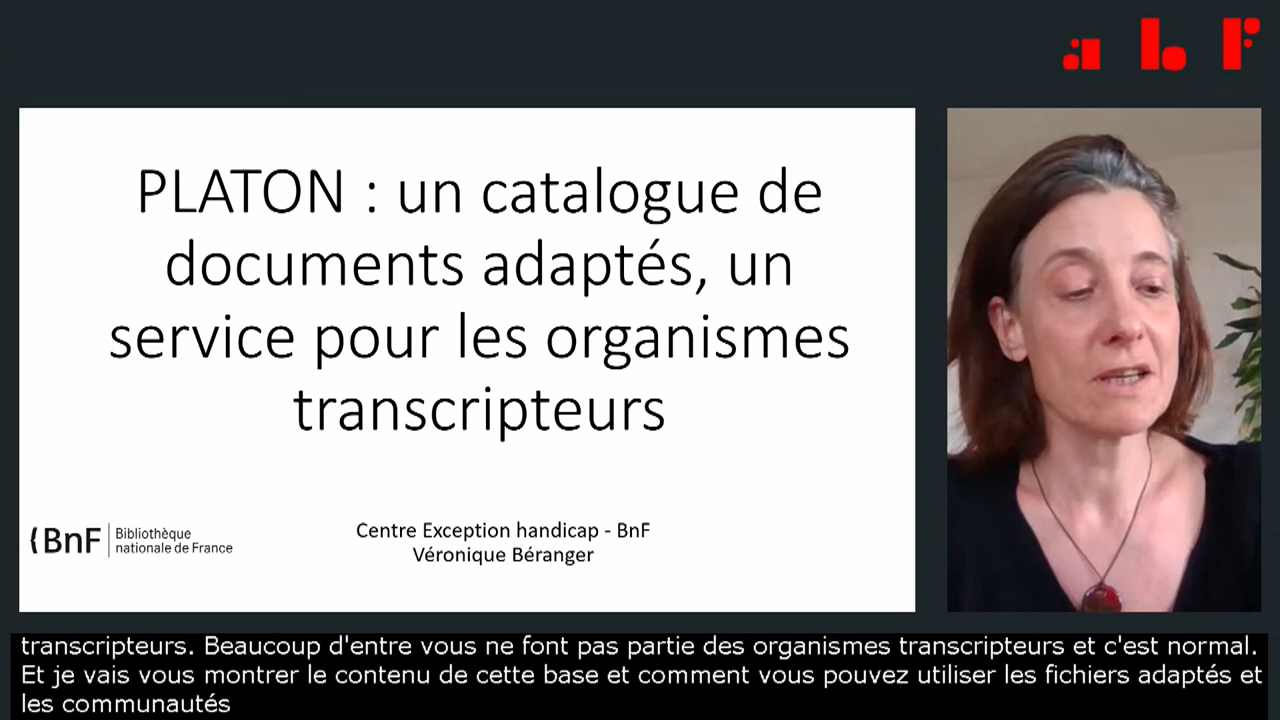 abf
PLATON : un catalogue de
documents adaptés, un
service pour les organismes
transcripteurs
BnF
Bibliothèque
nationale de France
Centre Exception handicap - BnF
Véronique Béranger
transcripteurs. Beaucoup d'entre vous ne font pas partie des organismes transcripteurs et c'est normal.
Et je vais vous montrer le contenu de cette base et comment vous pouvez utiliser les fichiers adaptés et
les communautés